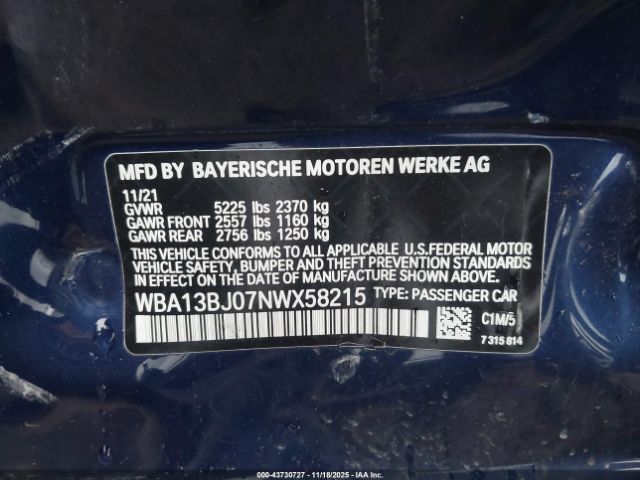 MFD BY BAYERISCHE MOTOREN WERKE AG
11/21
GVWR 5225 lbs 2370 kg
GAWR FRONT 2557 lbs 1160 kg
GAWR REAR 2756 lbs 1250 kg
THIS VEHICLE CONFORMS TO ALL APPLICABLE U.S.FEDERAL MOTOR
VEHICLE SAFETY, BUMPER AND THEFT PREVENTION STANDARDS
IN EFFECT ON THE DATE OF MANUFACTURE SHOWN ABOVE.
WBA13BJ07NWX58215 TYPE: PASSENGER CAR
C1M/5
7 315 814
000-43730727 - 11/18/2025 - IAAI.COM